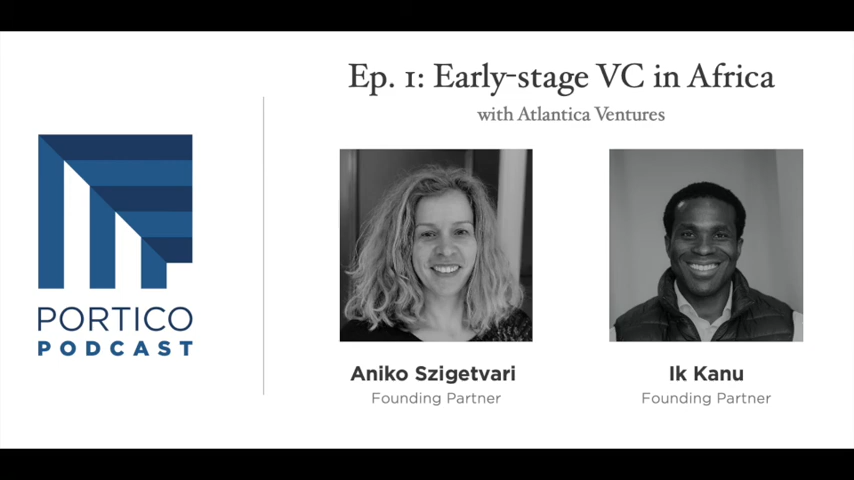 Ep. 1: Early-stage VC in Africa
with Atlantica Ventures
PORTICO
PODCAST
Aniko Szigetvari
Founding Partner
Ik Kanu
Founding Partner